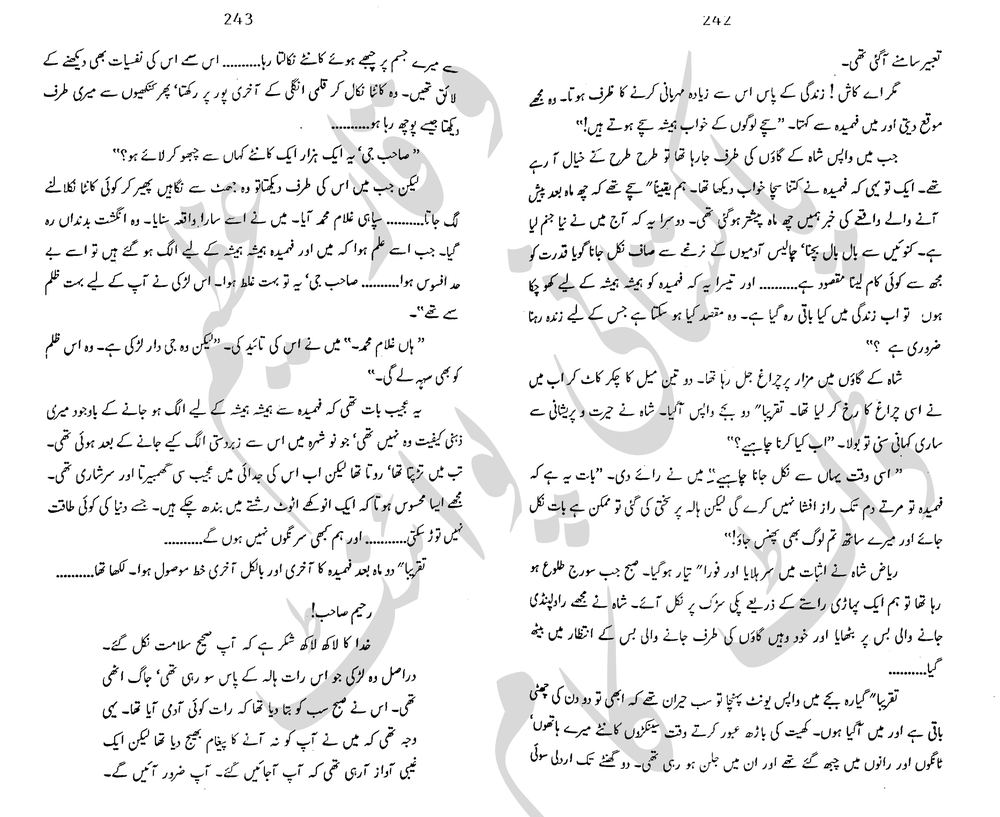 242
تعبیر سامنے آگئی تھی۔
مگر اے کاش ! زندگی کے پاس اس سے زیادہ مہربانی کرنے کا ظرف ہوتا۔ وہ مجھے
موقع دیتی اور میں فہمیدہ سے کہتا۔ ”سچے لوگوں کے خواب ہمیشہ سچے ہوتے ہیں!“
جب میں واپس شاہ کے گاؤں کی طرف جارہا تھا تو طرح طرح کے خیال آ رہے
تھے۔ ایک تو یہی کہ فہمیدہ نے کتنا سچا خواب دیکھا تھا۔ ہم یقیناً” سچے تھے کہ چھ ماہ بعد پیش
آنے والے واقعے کی خبر ہمیں چھ ماہ پیشتر ہوگئی تھی۔ دوسرا یہ کہ آج میں نے نیا جنم لیا
ہے۔ کنوئیں سے بال بال بچنا‘ چالیس آدمیوں کے نرغے سے صاف نکل جانا گویا قدرت کو
مجھ سے کوئی کام لینا مقصود ہے.......... اور تیسرا یہ کہ فہمیدہ کو ہمیشہ ہمیشہ کے لیے کھو چکا
ہوں تو اب زندگی میں کیا باقی رہ گیا ہے۔ وہ مقصد کیا ہو سکتا ہے جس کے لیے زندہ رہنا
ضروری ہے ؟“
شاہ کے گاؤں میں مزار پر چراغ جل رہا تھا۔ دو تین میل کا چکر کاٹ کر اب میں
نے اسی چراغ کا رخ کر لیا تھا۔ تقریبا” دو بجے واپس آگیا۔ شاہ نے حیرت و پریشانی سے
ساری کہانی سنی تو بولا۔ ”اب کیا کرنا چاہیے؟“
” اسی وقت یہاں سے نکل جانا چاہیے“ میں نے رائے دی۔ ”بات یہ ہے کہ
فہمیدہ تو مرتے دم تک راز افشا نہیں کرے گی لیکن ہالہ پر سختی کی گئی تو ممکن ہے بات نکل
جائے اور میرے ساتھ تم لوگ بھی پھنس جاؤ!“
ریاض شاہ نے اثبات میں سر ہلایا اور فورا” تیار ہوگیا۔ صبح جب سورج طلوع ہو
رہا تھا تو ہم ایک پہاڑی راستے کے ذریعے پکی سڑک پر نکل آئے۔ شاہ نے مجھے راولپنڈی
جانے والی بس پر بٹھایا اور خود وہیں گاؤں کی طرف جانے والی بس کے انتظار میں بیٹھ
گیا..........
تقریبا” گیارہ بجے میں واپس یونٹ پہنچا تو سب حیران تھے کہ ابھی تو دو دن کی چھٹی
باقی ہے اور میں آگیا ہوں۔ کھیت کی باڑھ عبور کرتے وقت سینکڑوں کانٹے میرے ہاتھوں‘
ٹانگوں اور رانوں میں چبھ گئے تھے اور ان میں جلن ہو رہی تھی۔ دو گھنٹے تک اردلی سوئی
243
سے میرے جسم پر چبھے ہوئے کانٹے نکالتا رہا.......... اس سمے اس کی نفسیات بھی دیکھنے کے
لائق تھیں۔ وہ کانٹا نکال کر قلمی انگلی کے آخری پور پر رکھتا‘ پھر کنکھیوں سے میری طرف
دیکھتا جیسے پوچھ رہا ہو..........
” صاحب جی‘ یہ ایک ہزار ایک کانٹے کہاں سے چبھو کر لائے ہو؟“
لیکن جب میں اس کی طرف دیکھتا تو وہ جھٹ سے نگاہیں پھیر کر کوئی کانٹا نکالنے
لگ جاتا.......... سپاہی غلام محمد آیا۔ میں نے اسے سارا واقعہ سنایا۔ وہ انگشت بدنداں رہ
گیا۔ جب اسے علم ہوا کہ میں اور فہمیدہ ہمیشہ ہمیشہ کے لیے الگ ہو گئے ہیں تو اسے بے
حد افسوس ہوا.......... صاحب جی‘ یہ تو بہت غلط ہوا۔ اس لڑکی نے آپ کے لیے بہت ظلم
سے تھے“۔
” ہاں غلام محمد۔“ میں نے اس کی تائید کی۔ ”لیکن وہ جی دار لڑکی ہے۔ وہ اس ظلم
کو بھی سہہ لے گی۔“
یہ عجیب بات تھی کہ فہمیدہ سے ہمیشہ ہمیشہ کے لیے الگ ہو جانے کے باوجود میری
ذہنی کیفیت وہ نہیں تھی‘ جو نو شہرہ میں اس سے زبردستی الگ کیے جانے کے بعد ہوئی تھی۔
تب میں تڑپتا تھا‘ روتا تھا لیکن اب اس کی جدائی میں عجیب سی گھمبیرتا اور سرشاری تھی۔
مجھے ایسا محسوس ہوتا کہ ایک انوکھے انوٹ رشتے میں بندھ چکے ہیں۔ جسے دنیا کی کوئی طاقت
نہیں توڑ سکتی.......... اور ہم کبھی سرنگوں نہیں ہوں گے..........
تقریبا” دو ماہ بعد فہمیدہ کا آخری اور بالکل آخری خط موصول ہوا۔ لکھا تھا..........
رحیم صاحب!
خدا کا لاکھ لاکھ شکر ہے کہ آپ صحیح سلامت نکل گئے۔
دراصل وہ لڑکی جو اس رات ہالہ کے پاس سو رہی تھی‘ جاگ اٹھی
تھی۔ اس نے صبح سب کو بتا دیا تھا کہ رات کوئی آدمی آیا تھا۔ یہی
وجہ تھی کہ میں نے آپ کو نہ آنے کا پیغام بھیج دیا تھا لیکن ایک
غیبی آواز آرہی تھی کہ آپ آجائیں گئے۔ آپ ضرور آئیں گے۔